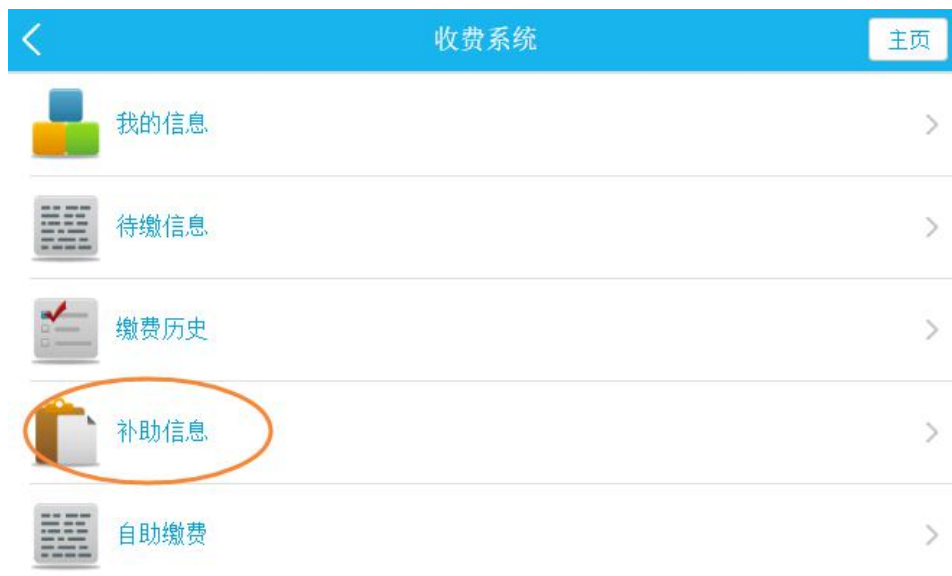 收费系统
主页
我的信息
待缴信息
缴费历史
补助信息
自助缴费